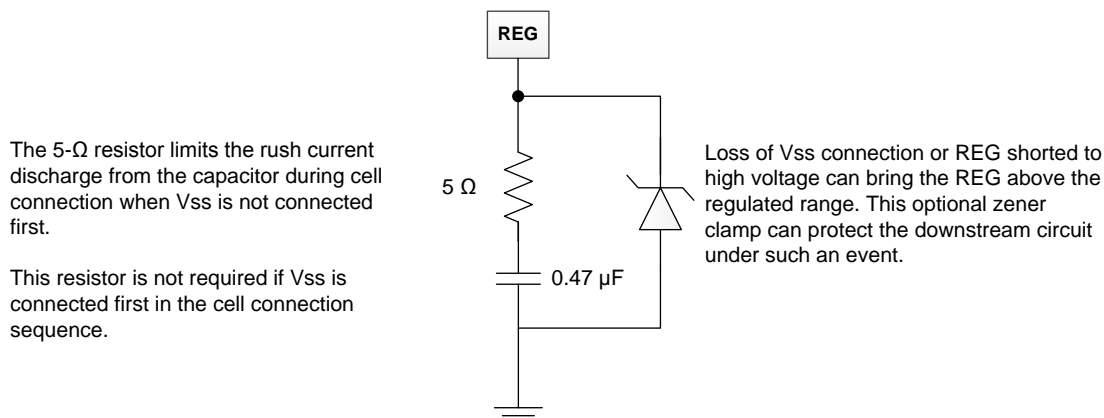 REG
The 5-Ω resistor limits the rush current
discharge from the capacitor during cell
connection when Vss is not connected
first.
This resistor is not required if Vss is
connected first in the cell connection
sequence.
5 Ω
0.47 µF
Loss of Vss connection or REG shorted to
high voltage can bring the REG above the
regulated range. This optional zener
clamp can protect the downstream circuit
under such an event.